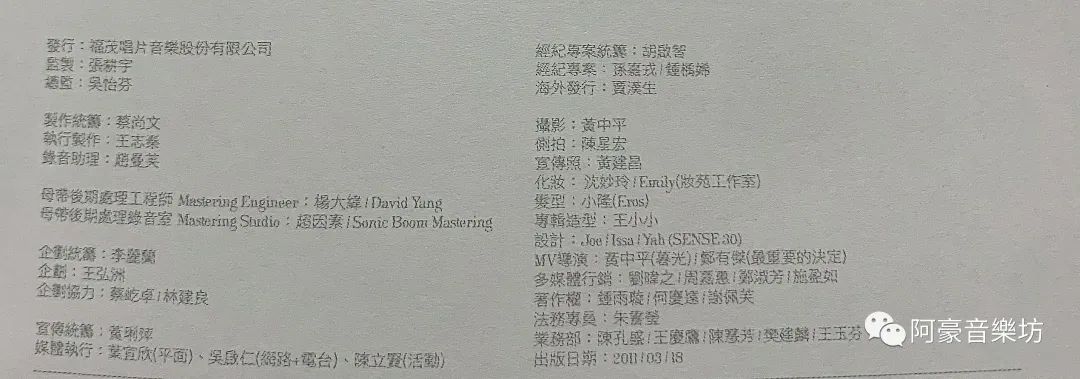 發行：福茂唱片音樂股份有限公司
監製：張耕宇
總監：吳怡芬
製作統籌：蔡尚文
執行製作：王志秦
錄音助理：趙曼芙
母帶後期處理工程師 Mastering Engineer：楊大緯 / David Yang
母帶後期處理錄音室 Mastering Studio：超因素 / Sonic Boom Mastering
企劃統籌：李麗蘭
企劃：王弘洲
企劃協力：蔡屹卓 / 林建良
宣傳統籌：黃琍玹
媒體執行：葉宜欣(平面)、吳啟仁(網路+電台)、陳立寶(活動)
經紀專案統籌：胡啟智
經紀專案：孫嘉戎 / 鍾橋婂
海外發行：賈漢生
攝影：黃中平
側拍：陳星宏
宣傳照：黃建昌
化妝：沈妙玲 / Emily(妝苑工作室)
髮型：小隆(Eros)
專輯造型：王小小
設計：Joe / Issa / Yah (SENSE 30)
MV導演：黃中平(暮光) / 鄭有傑(最重要的決定)
多媒體行銷：劉暐之 / 周嘉惠 / 鄭淑芳 / 施盈如
著作權：鍾雨璇 / 何慶遠 / 謝佩芙
法務專員：朱書瑩
業務部：陳孔盛 / 王慶鷹 / 陳慧芳 / 樊建麟 / 王玉芬
出版日期：2011 / 03 / 18
阿豪音樂坊